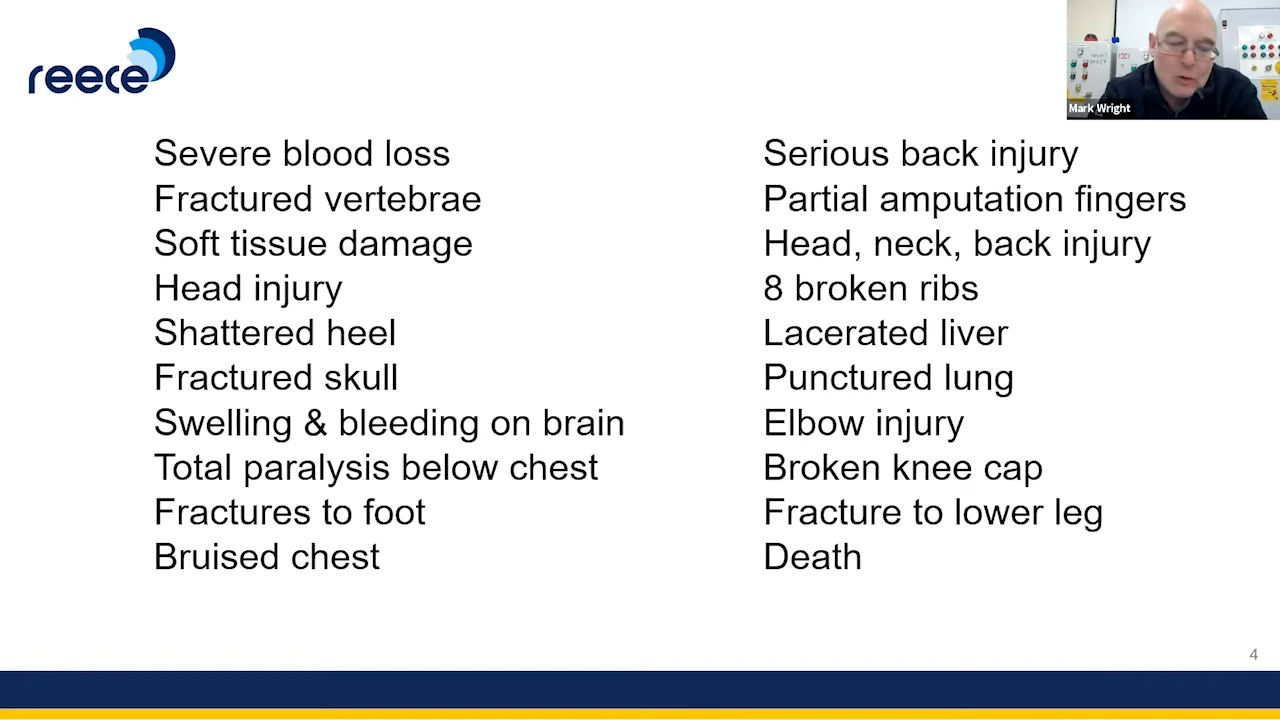 reece
Mark Wright
Severe blood loss
Fractured vertebrae
Soft tissue damage
Head injury
Shattered heel
Fractured skull
Swelling & bleeding on brain
Total paralysis below chest
Fractures to foot
Bruised chest
Serious back injury
Partial amputation fingers
Head, neck, back injury
8 broken ribs
Lacerated liver
Punctured lung
Elbow injury
Broken knee cap
Fracture to lower leg
Death
4